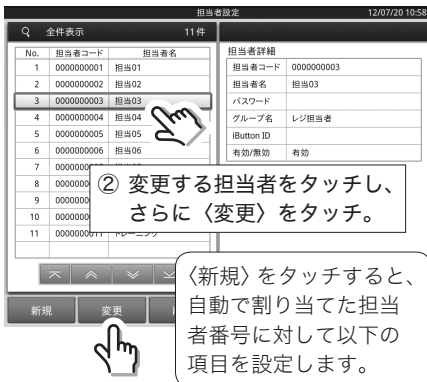 担当者設定 12/07/20 10:58
全件表示 11件
No. 担当者コード 担当者名
1 0000000001 担当01
2 0000000002 担当02
3 0000000003 担当03
4 0000000004 担当04
5 0000000005 担当05
6 0000000006 担当06
7
8
9
10
11
担当者詳細
担当者コード 0000000003
担当者名 担当03
パスワード
グループ名 レジ担当者
iButton ID
有効/無効 有効
② 変更する担当者をタッチし、
さらに〈変更〉をタッチ。
新規 変更
〈新規〉をタッチすると、
自動で割り当てた担当
者番号に対して以下の
項目を設定します。